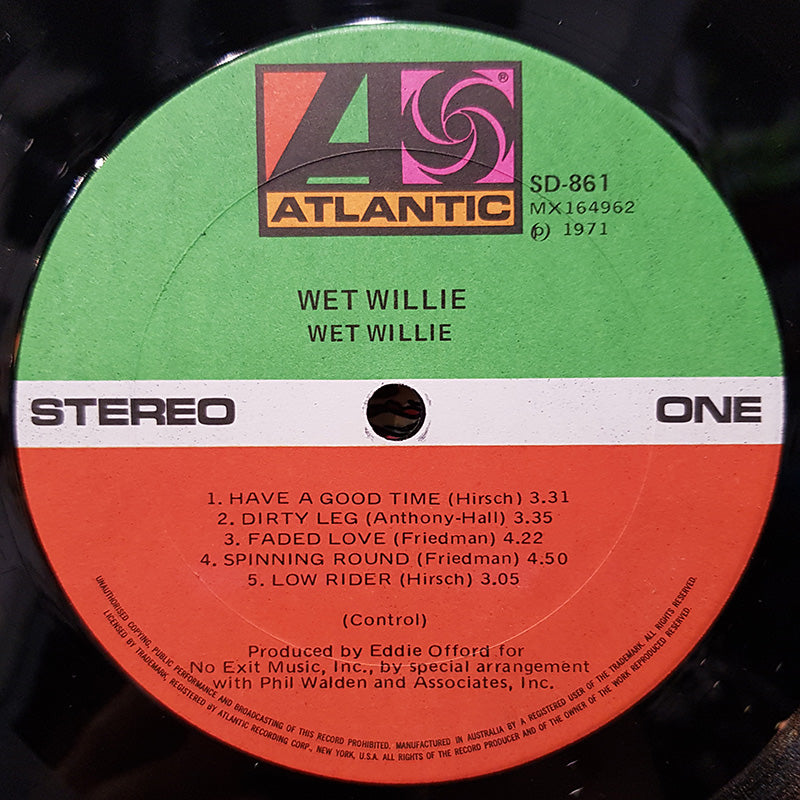 ATLANTIC
®
SD-861
MX164962
℗ 1971
WET WILLIE
WET WILLIE
STEREO
ONE
1. HAVE A GOOD TIME (Hirsch) 3.31
2. DIRTY LEG (Anthony-Hall) 3.35
3. FADED LOVE (Friedman) 4.22
4. SPINNING ROUND (Friedman) 4.50
5. LOW RIDER (Hirsch) 3.05
(Control)
Produced by Eddie Offord for
No Exit Music, Inc., by special arrangement
with Phil Walden and Associates, Inc.
UNAUTHORISED COPYING, PUBLIC PERFORMANCE AND BROADCASTING OF THIS RECORD PROHIBITED. MANUFACTURED IN AUSTRALIA BY A REGISTERED USER OF THE TRADEMARK. ALL RIGHTS RESERVED.
LICENSED BY TRADEMARK, REGISTERED BY ATLANTIC RECORDING CORP., NEW YORK, U.S.A. ALL RIGHTS OF THE RECORD PRODUCER AND OF THE OWNER OF THE WORK REPRODUCED RESERVED.